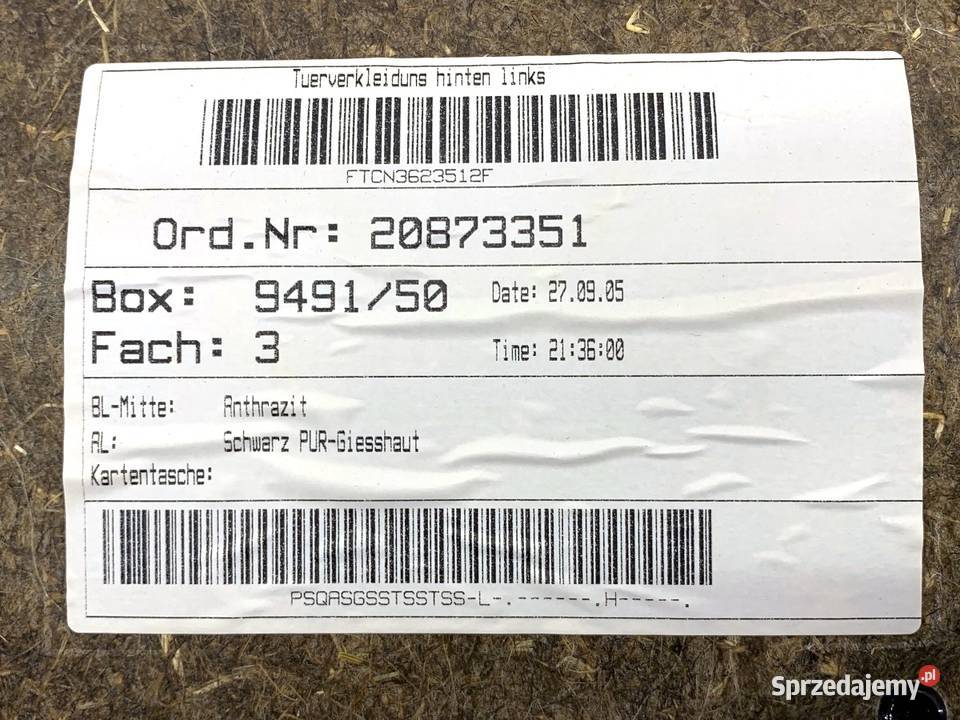 Tuerverkleiduns hinten links
FTCN3623512F
Ord.Nr: 20873351
Box: 9491/50 Date: 27.09.05
Fach: 3 Time: 21:36:00
BL-Mitte: Anthrazit
AL: Schwarz PUR-Giesshaut
Kartentasche:
PSQASGSSTSSTSS-L-.------.H-----.
Sprzedajemy.pl